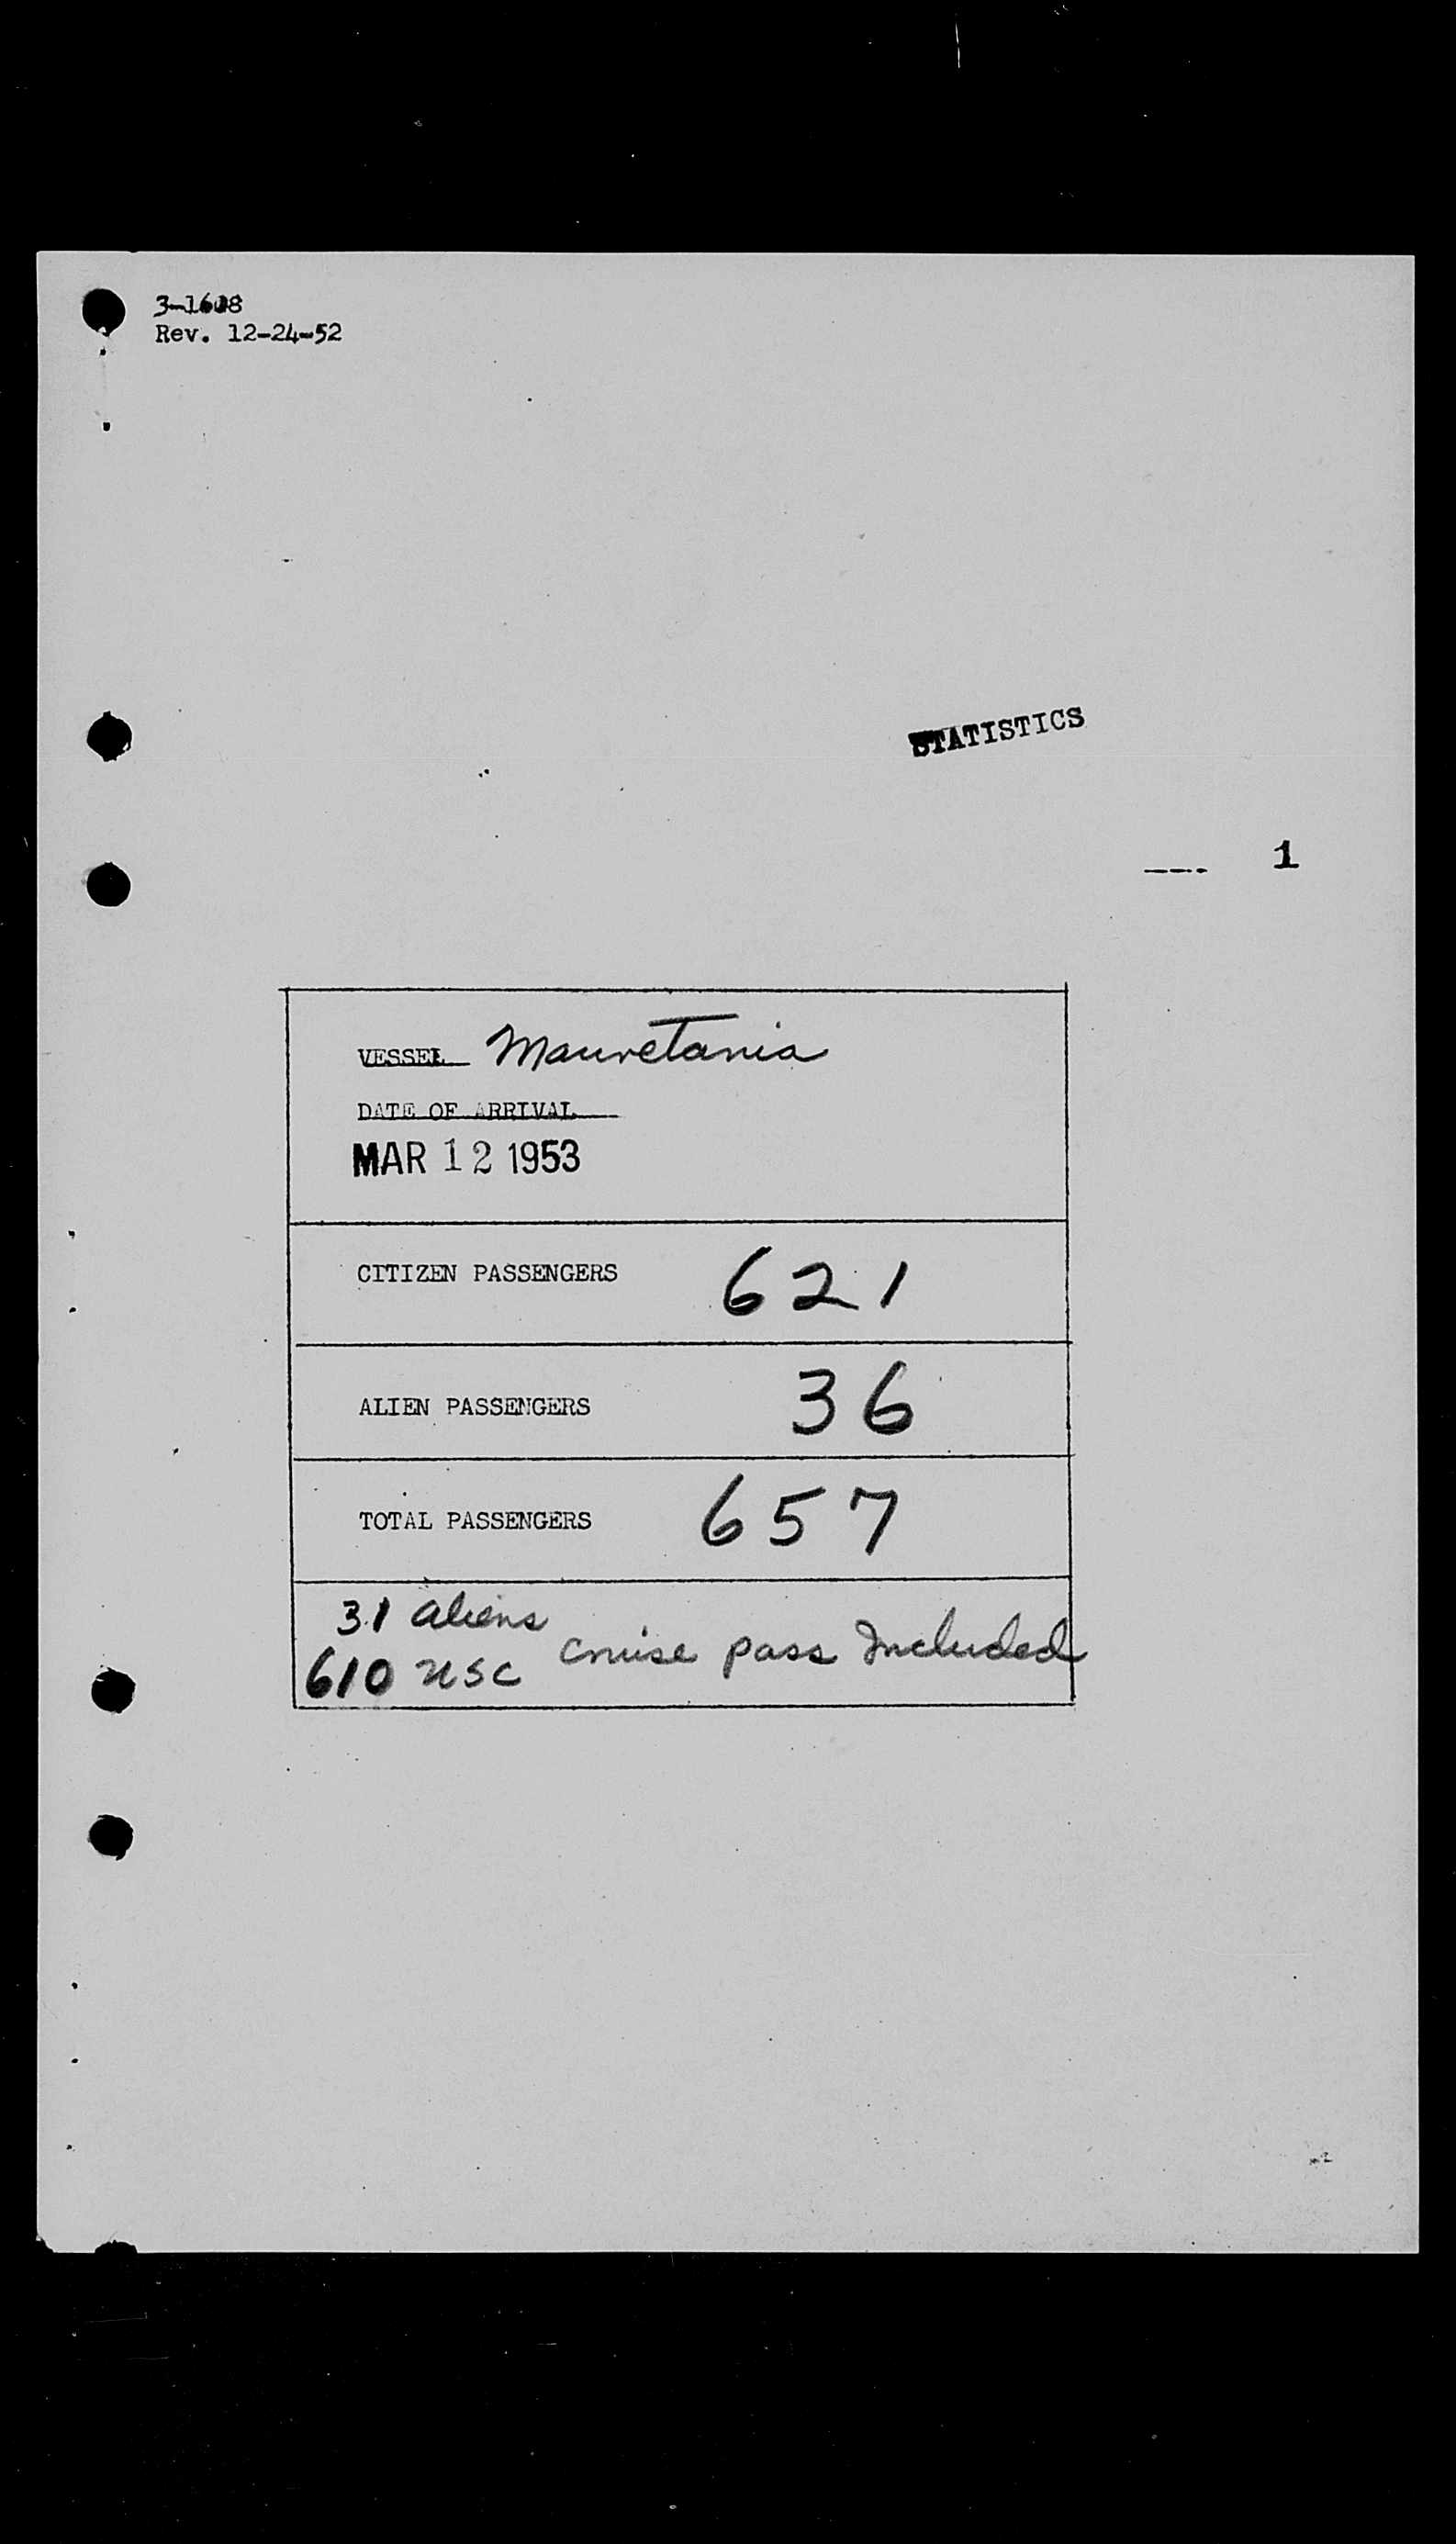 3-1608
Rev. 12-24-52
STATISTICS
1
VESSEL Mauretania
DATE OF ARRIVAL
MAR 12 1953
CITIZEN PASSENGERS 621
ALIEN PASSENGERS 36
TOTAL PASSENGERS 657
31 aliens
610 USC cruise pass Included